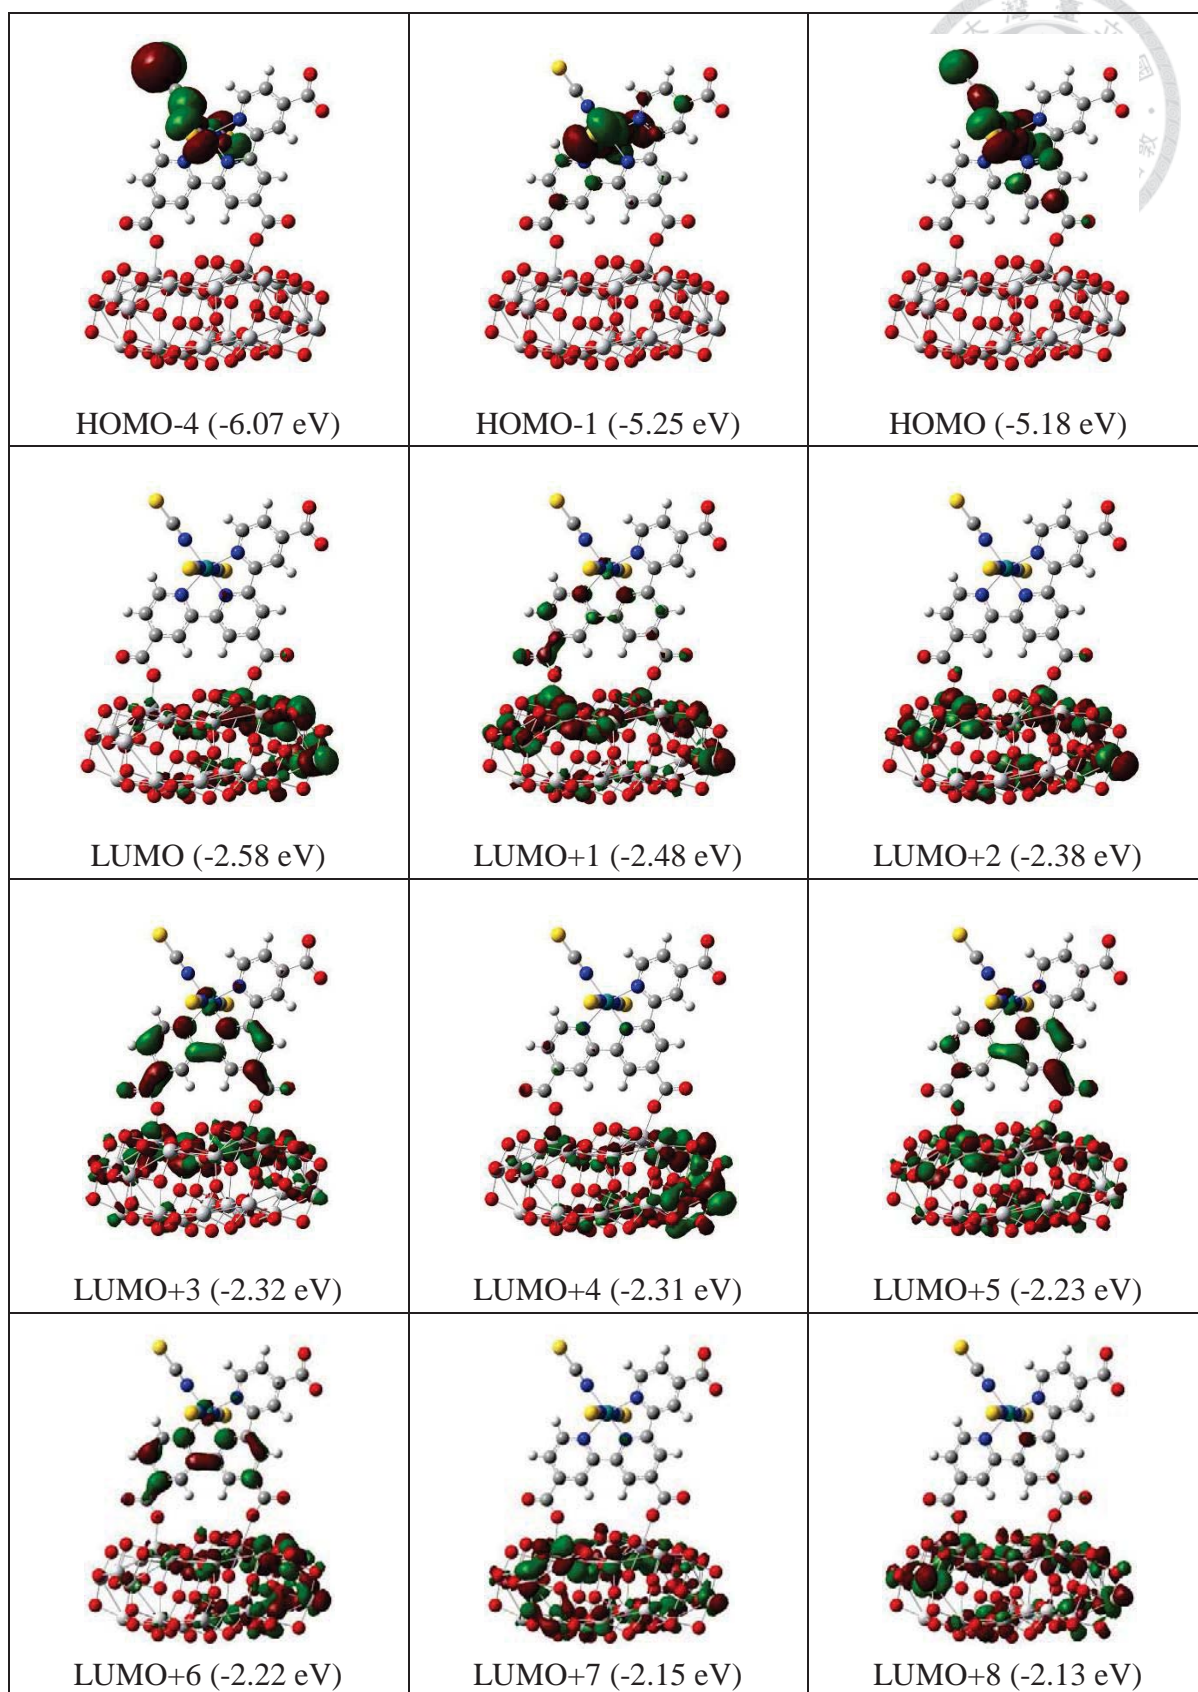 HOMO-4 (-6.07 eV)
HOMO-1 (-5.25 eV)
HOMO (-5.18 eV)
LUMO (-2.58 eV)
LUMO+1 (-2.48 eV)
LUMO+2 (-2.38 eV)
LUMO+3 (-2.32 eV)
LUMO+4 (-2.31 eV)
LUMO+5 (-2.23 eV)
LUMO+6 (-2.22 eV)
LUMO+7 (-2.15 eV)
LUMO+8 (-2.13 eV)